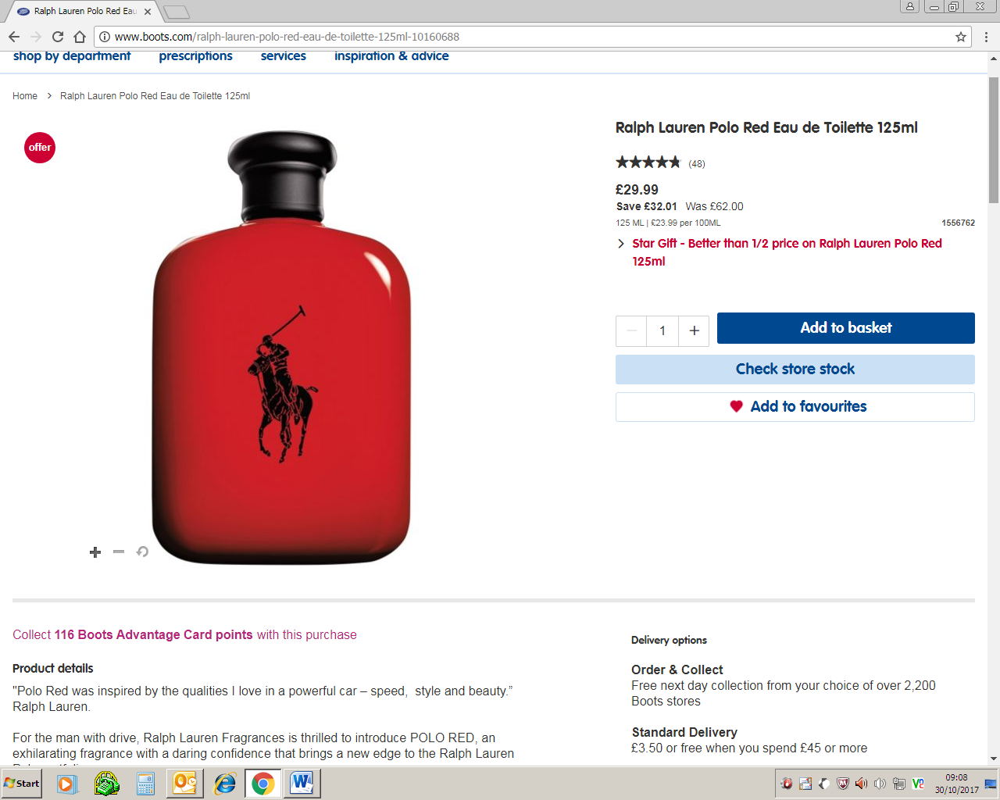 Ralph Lauren Polo Red Eau
www.boots.com/ralph-lauren-polo-red-eau-de-toilette-125ml-10160688
shop by department prescriptions services inspiration & advice
Home > Ralph Lauren Polo Red Eau de Toilette 125ml
offer
Ralph Lauren Polo Red Eau de Toilette 125ml
(48)
£29.99
Save £32.01 Was £62.00
125 ML | £23.99 per 100ML 1556762
Star Gift - Better than 1/2 price on Ralph Lauren Polo Red
125ml
1
Add to basket
Check store stock
Add to favourites
Collect 116 Boots Advantage Card points with this purchase
Product details
"Polo Red was inspired by the qualities I love in a powerful car – speed, style and beauty.”
Ralph Lauren.
For the man with drive, Ralph Lauren Fragrances is thrilled to introduce POLO RED, an
exhilarating fragrance with a daring confidence that brings a new edge to the Ralph Lauren
Delivery options
Order & Collect
Free next day collection from your choice of over 2,200
Boots stores
Standard Delivery
£3.50 or free when you spend £45 or more
Start
09:08
30/10/2017